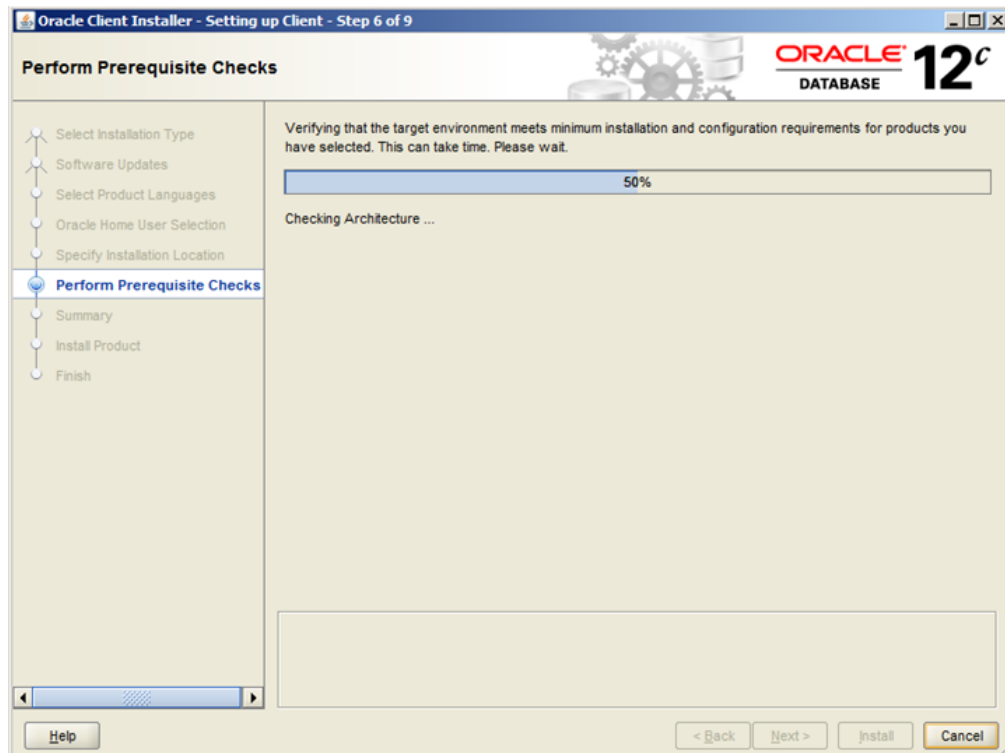 Oracle Client Installer - Setting up Client - Step 6 of 9
Perform Prerequisite Checks
ORACLE
DATABASE
12c
Select Installation Type
Software Updates
Select Product Languages
Oracle Home User Selection
Specify Installation Location
Perform Prerequisite Checks
Summary
Install Product
Finish
Verifying that the target environment meets minimum installation and configuration requirements for products you
have selected. This can take time. Please wait.
50%
Checking Architecture ...
Help
< Back
Next >
Install
Cancel